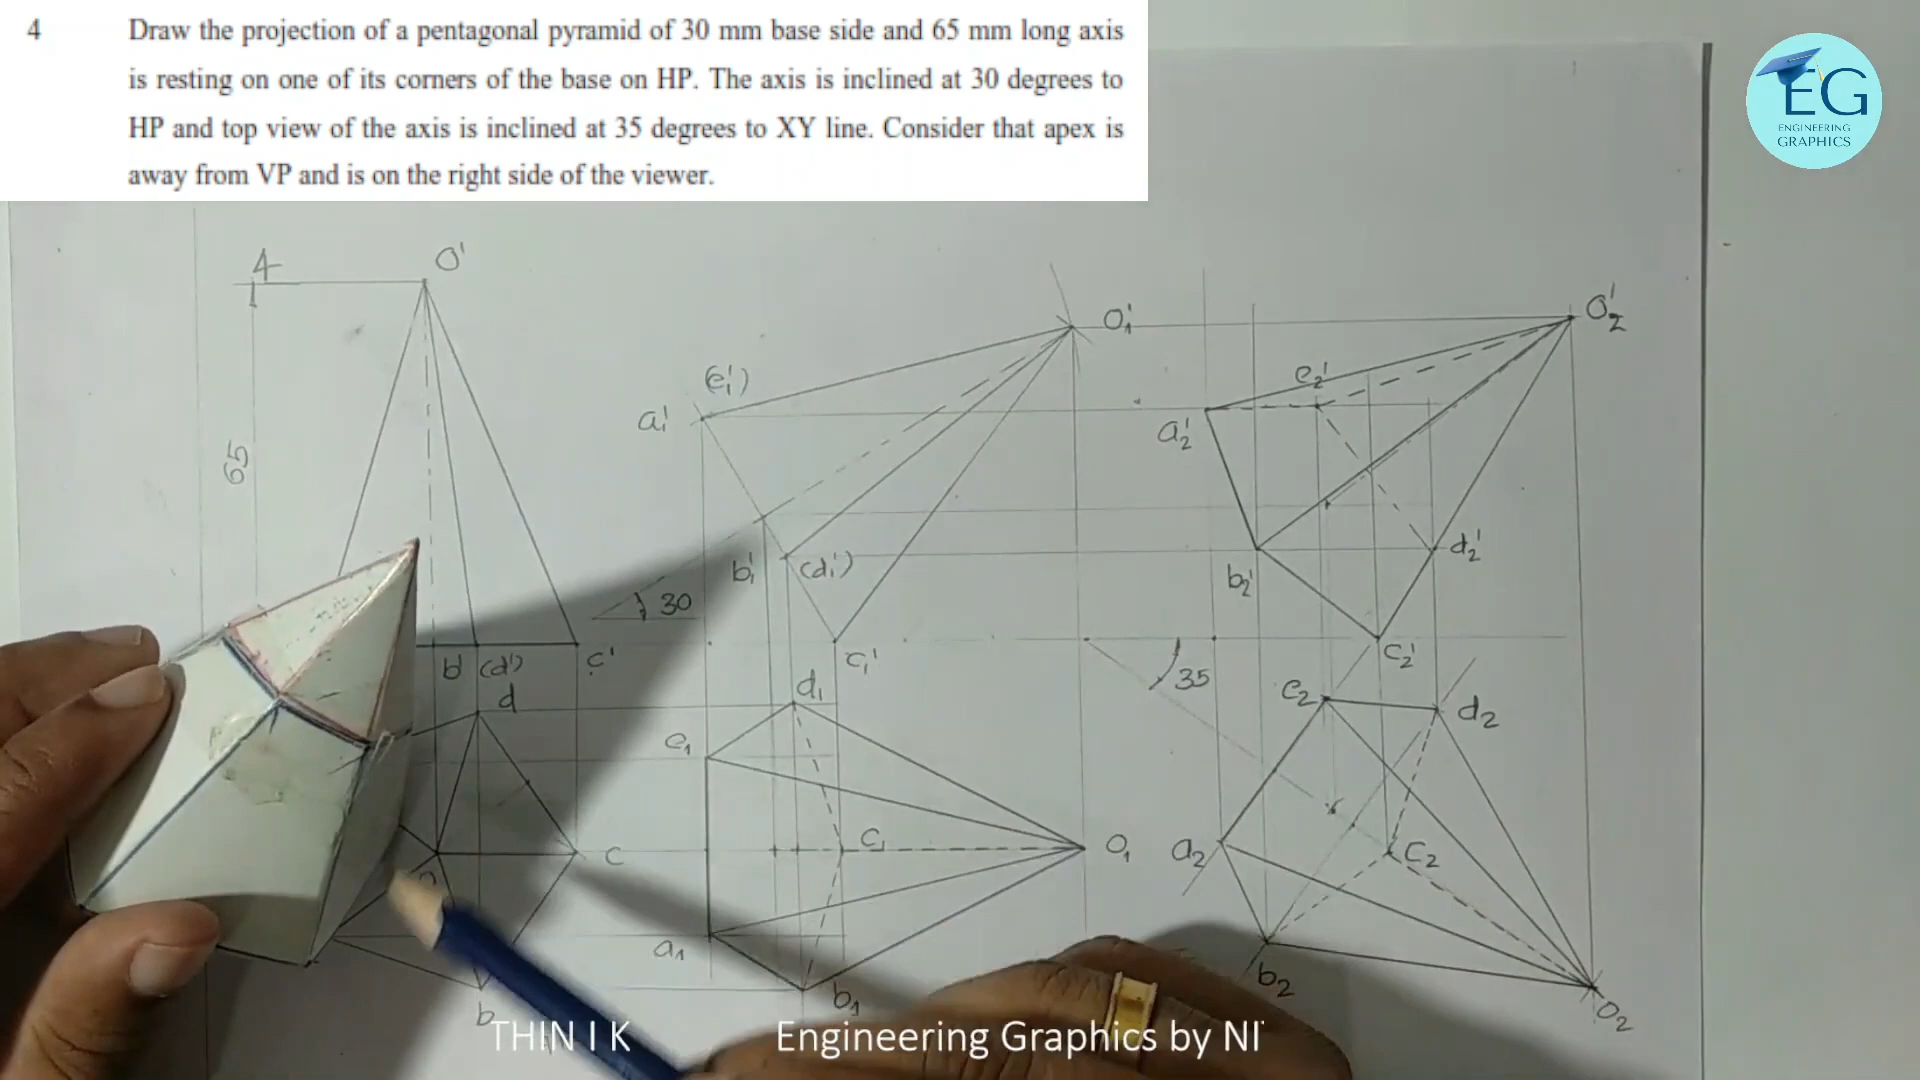 4 Draw the projection of a pentagonal pyramid of 30 mm base side and 65 mm long axis
is resting on one of its corners of the base on HP. The axis is inclined at 30 degrees to
HP and top view of the axis is inclined at 35 degrees to XY line. Consider that apex is
away from VP and is on the right side of the viewer.
EG
ENGINEERING
GRAPHICS
4
O'
65
b' (d') c'
d
c
b
O₁'
(e₁')
a₁'
b₁' (d₁')
30
c₁'
d₁
e₁
c₁
O₁
a₁
b₁
O₂'
e₂'
a₂'
b₂'
d₂'
c₂'
35
e₂
d₂
a₂
c₂
b₂
O₂
THIN I K Engineering Graphics by NI